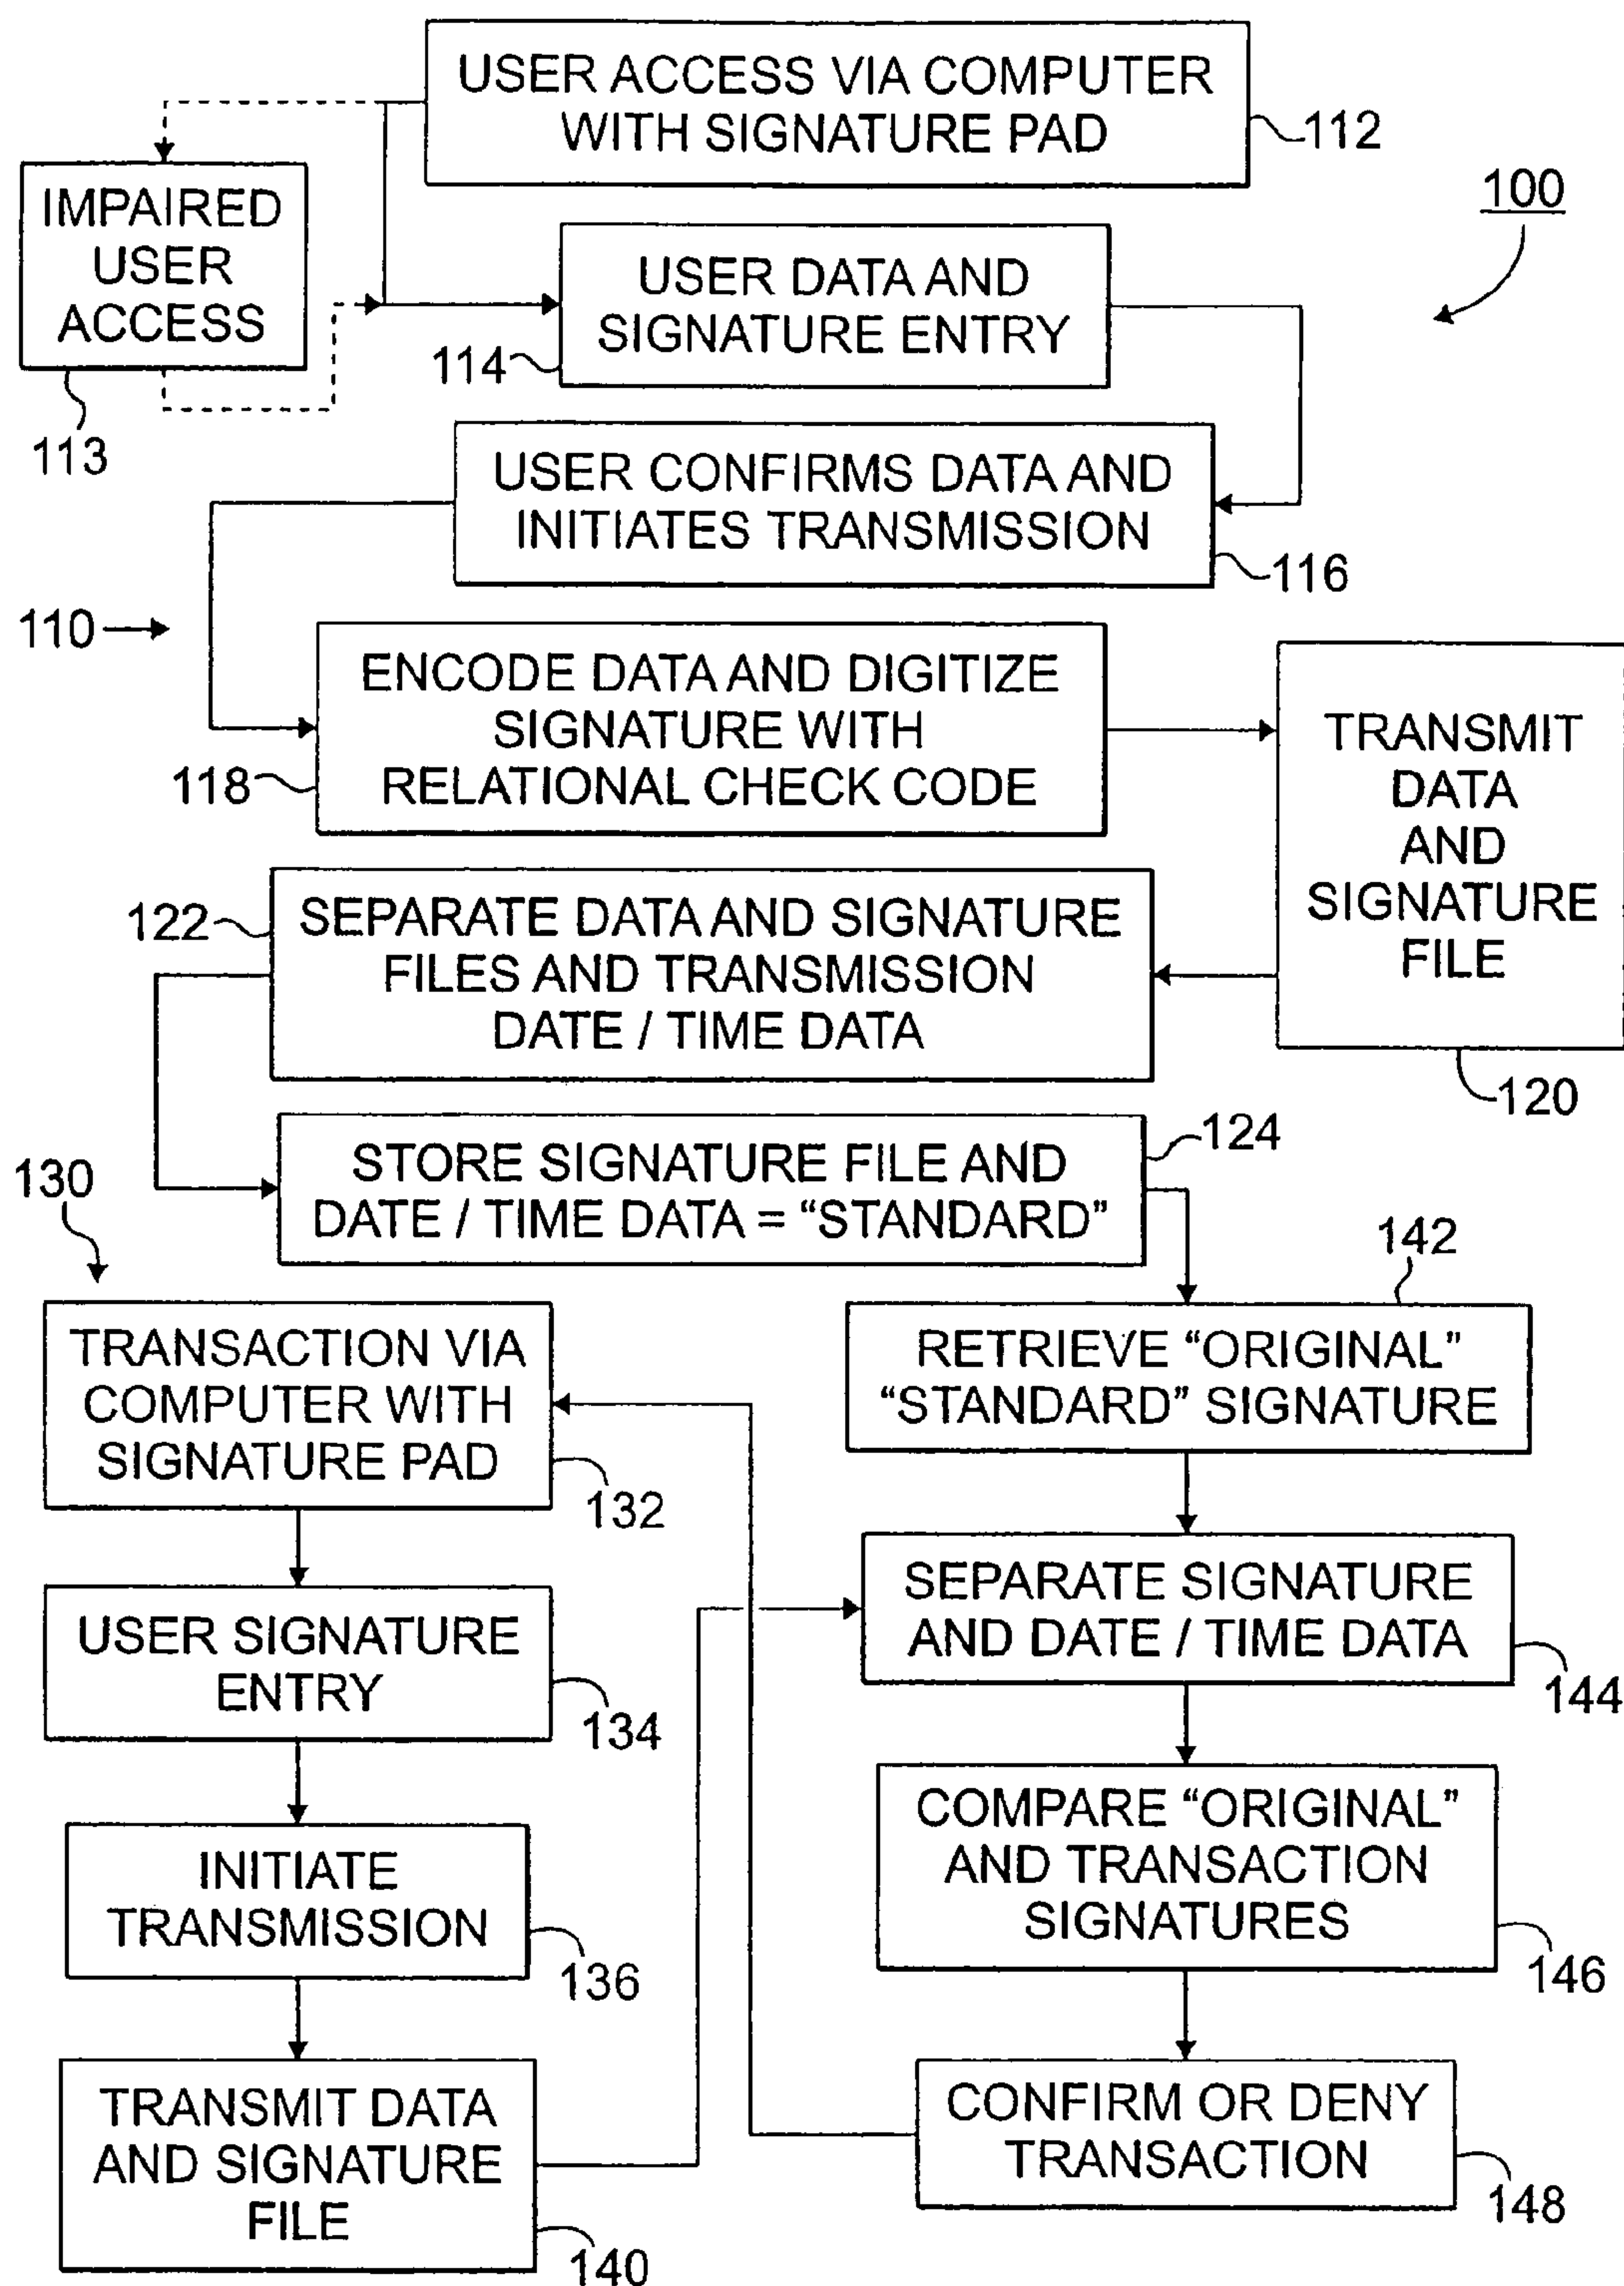 USER ACCESS VIA COMPUTER
WITH SIGNATURE PAD
112
100
IMPAIRED
USER
ACCESS
113
USER DATA AND
SIGNATURE ENTRY
114
USER CONFIRMS DATA AND
INITIATES TRANSMISSION
116
110
ENCODE DATA AND DIGITIZE
SIGNATURE WITH
RELATIONAL CHECK CODE
118
TRANSMIT
DATA
AND
SIGNATURE
FILE
120
122
SEPARATE DATA AND SIGNATURE
FILES AND TRANSMISSION
DATE / TIME DATA
STORE SIGNATURE FILE AND
DATE / TIME DATA = “STANDARD”
124
130
TRANSACTION VIA
COMPUTER WITH
SIGNATURE PAD
132
USER SIGNATURE
ENTRY
134
INITIATE
TRANSMISSION
136
TRANSMIT DATA
AND SIGNATURE
FILE
140
142
RETRIEVE “ORIGINAL”
“STANDARD” SIGNATURE
SEPARATE SIGNATURE
AND DATE / TIME DATA
144
COMPARE “ORIGINAL”
AND TRANSACTION
SIGNATURES
146
CONFIRM OR DENY
TRANSACTION
148